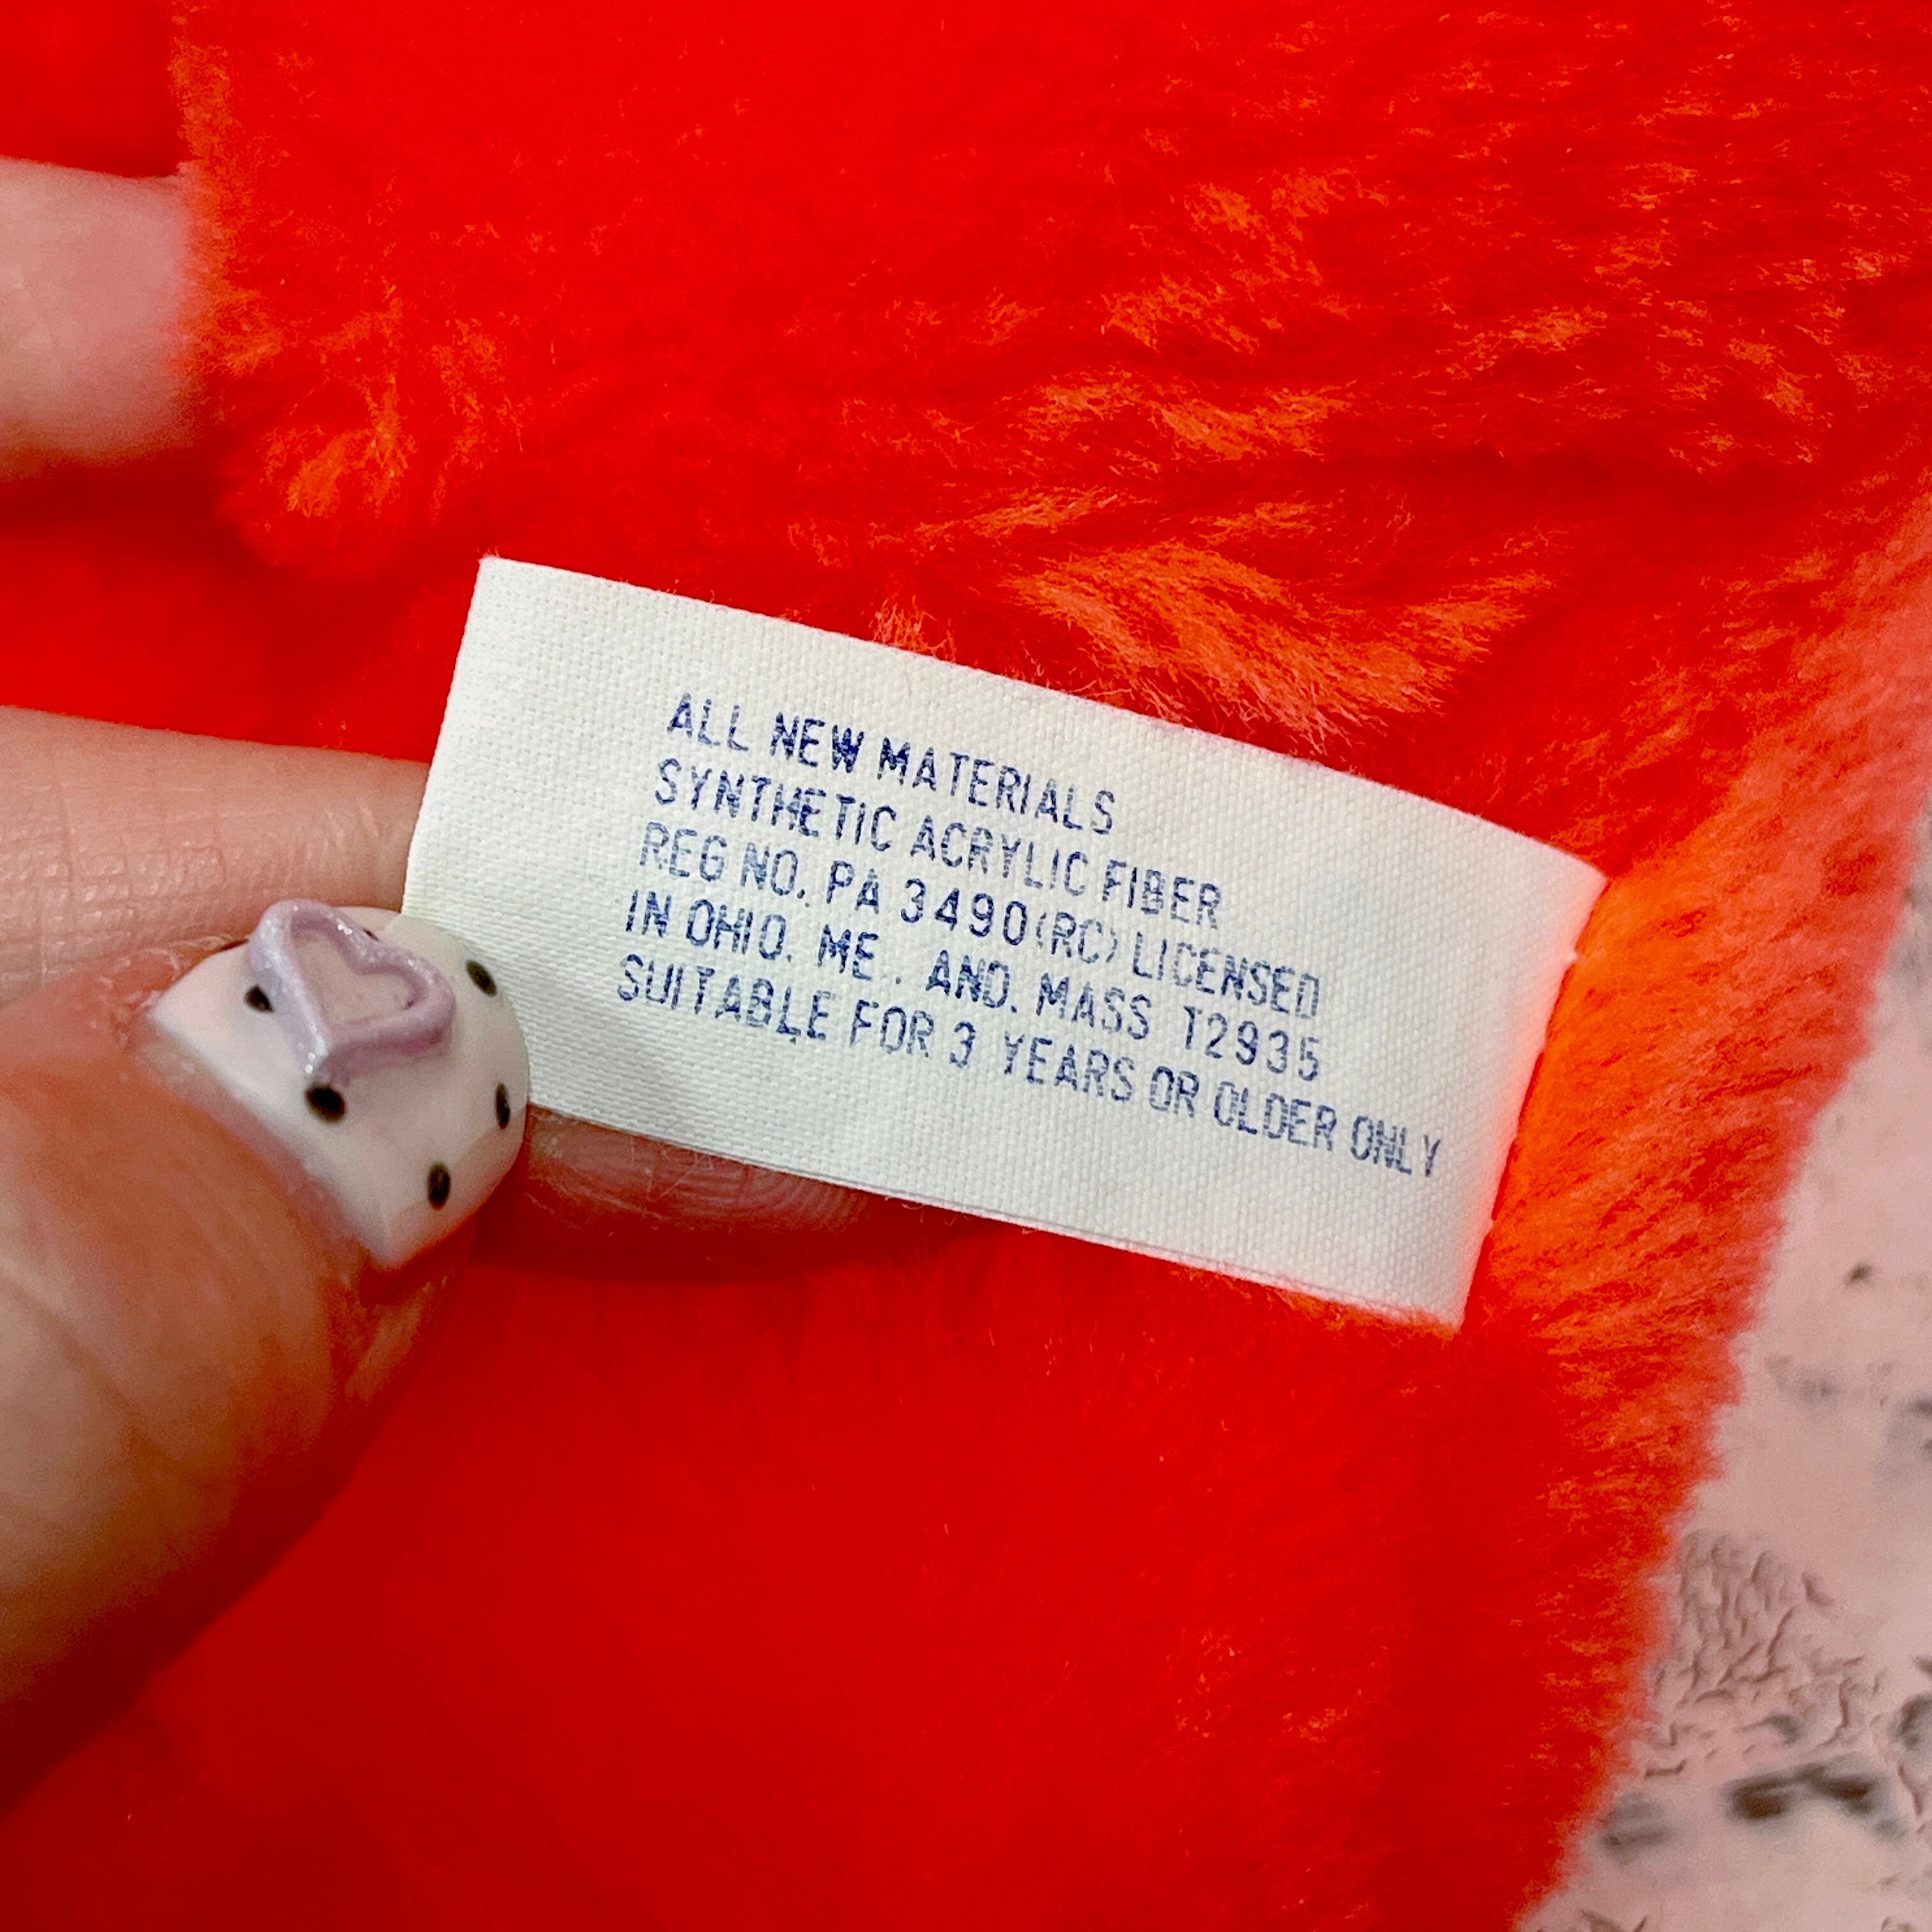 ALL NEW MATERIALS
SYNTHETIC ACRYLIC FIBER
REG NO. PA 3490(RC) LICENSED
IN OHIO. ME. AND. MASS T2935
SUITABLE FOR 3 YEARS OR OLDER ONLY